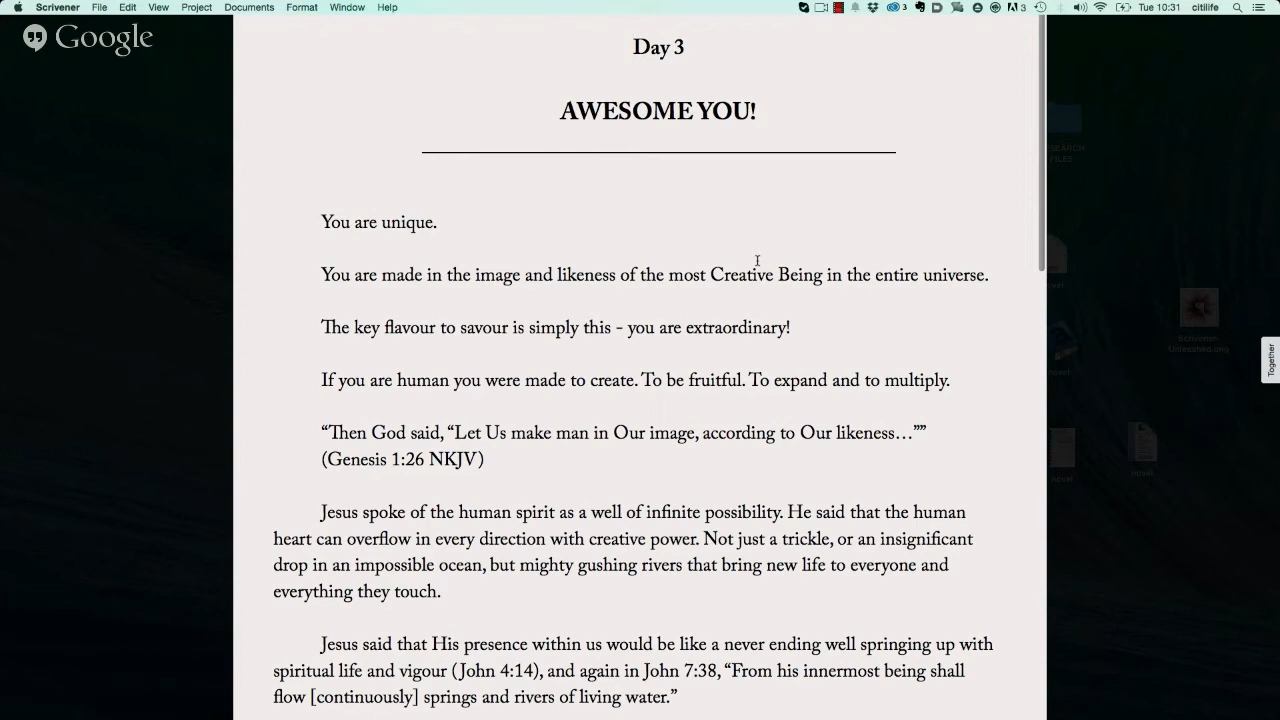 Scrivener File Edit View Project Documents Format Window Help 3 3 Tue 10:31 citilife
Google
Day 3
AWESOME YOU!
You are unique.
You are made in the image and likeness of the most Creative Being in the entire universe.
The key flavour to savour is simply this - you are extraordinary!
If you are human you were made to create. To be fruitful. To expand and to multiply.
“Then God said, “Let Us make man in Our image, according to Our likeness…””
(Genesis 1:26 NKJV)
Jesus spoke of the human spirit as a well of infinite possibility. He said that the human
heart can overflow in every direction with creative power. Not just a trickle, or an insignificant
drop in an impossible ocean, but mighty gushing rivers that bring new life to everyone and
everything they touch.
Jesus said that His presence within us would be like a never ending well springing up with
spiritual life and vigour (John 4:14), and again in John 7:38, “From his innermost being shall
flow [continuously] springs and rivers of living water.”
FILES
Scrivener-
Unleashed.png
novel
novel
novel
Together